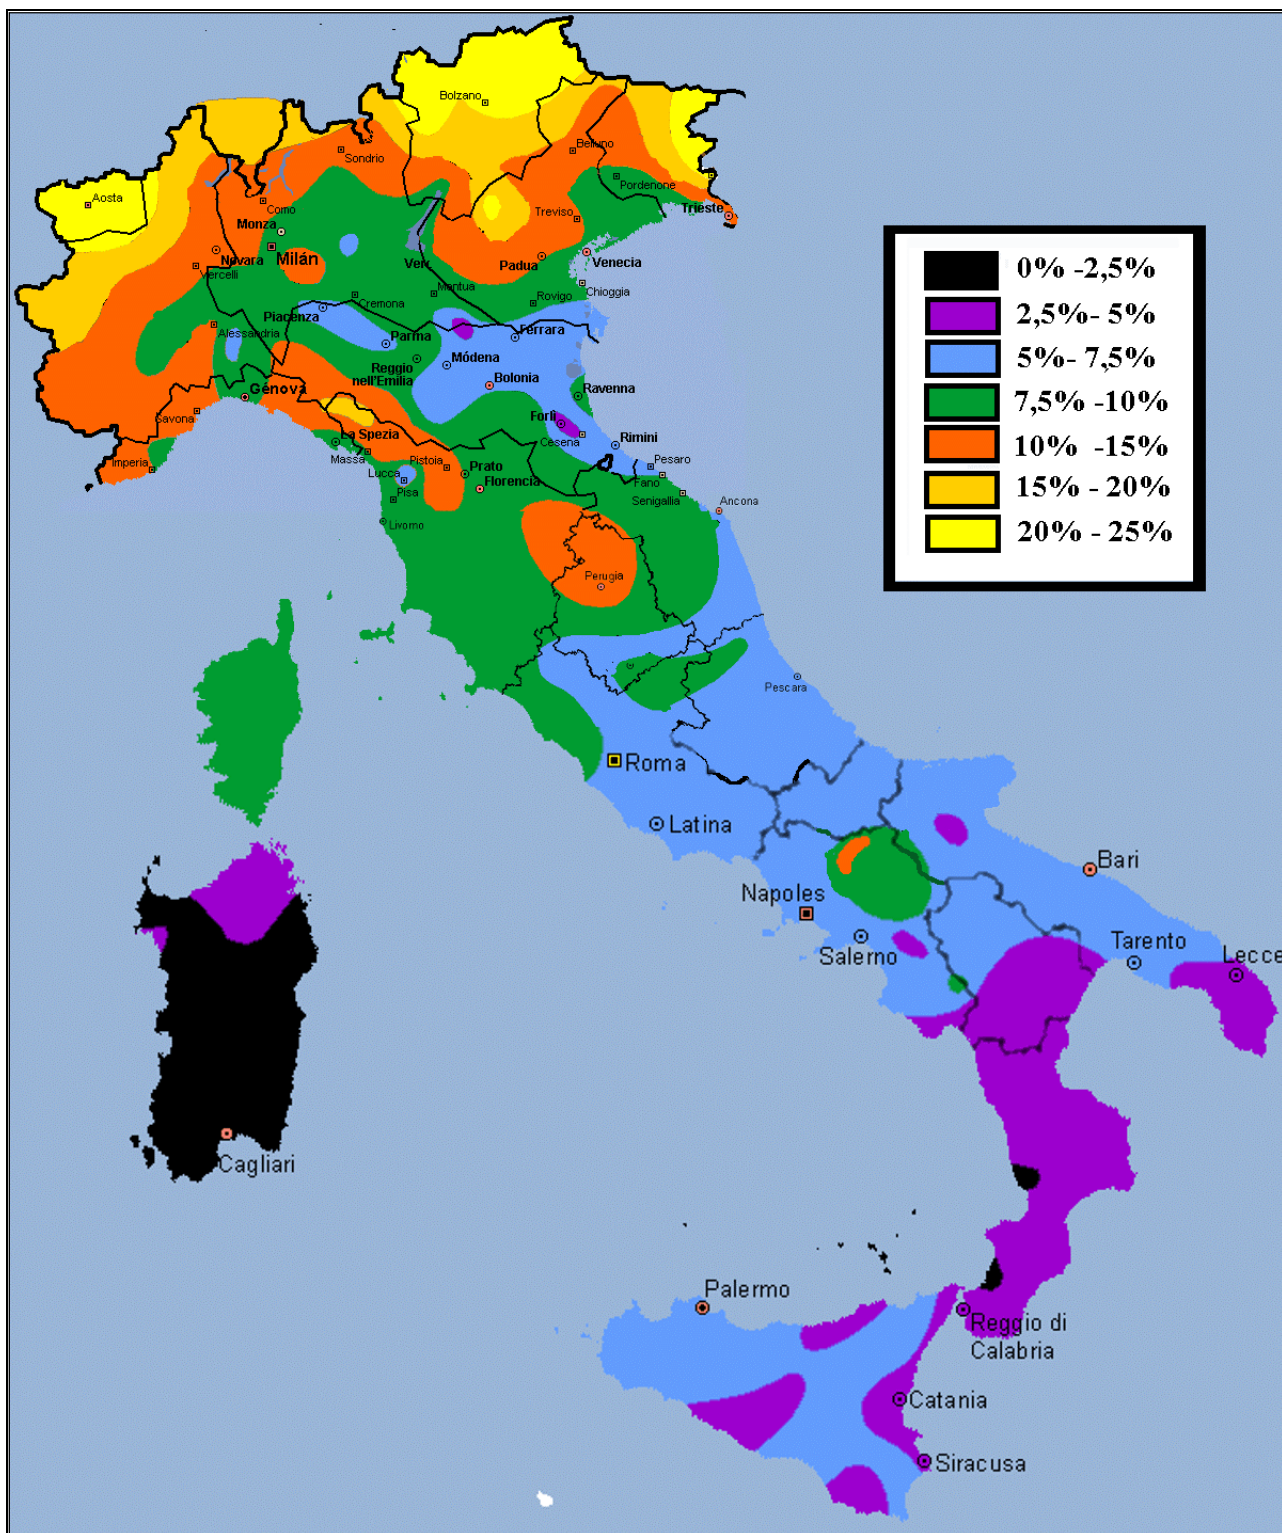 Bolzano
Sondrio
Belluno
Pordenone
Aosta
Como
Monza
Treviso
Trieste
Milán
Novara
Vercelli
Ver.
Padua
Venecia
Chioggia
Mantua
Rovigo
Cremona
Piacenza
Alessandria
Parma
Ferrara
Reggio
nell'Emilia
Módena
Bolonia
Ravenna
Génova
Savona
Forlì
Cesena
Rimini
La Spezia
Massa
Pistoia
Prato
Florencia
Imperia
Lucca
Pisa
Livorno
Pesaro
Fano
Senigallia
Ancona
Perugia
Pescara
Roma
Latina
Napoles
Salerno
Bari
Tarento
Lecce
Cagliari
Palermo
Reggio di
Calabria
Catania
Siracusa
0% -2,5%
2,5%- 5%
5%- 7,5%
7,5% -10%
10% -15%
15% - 20%
20% - 25%